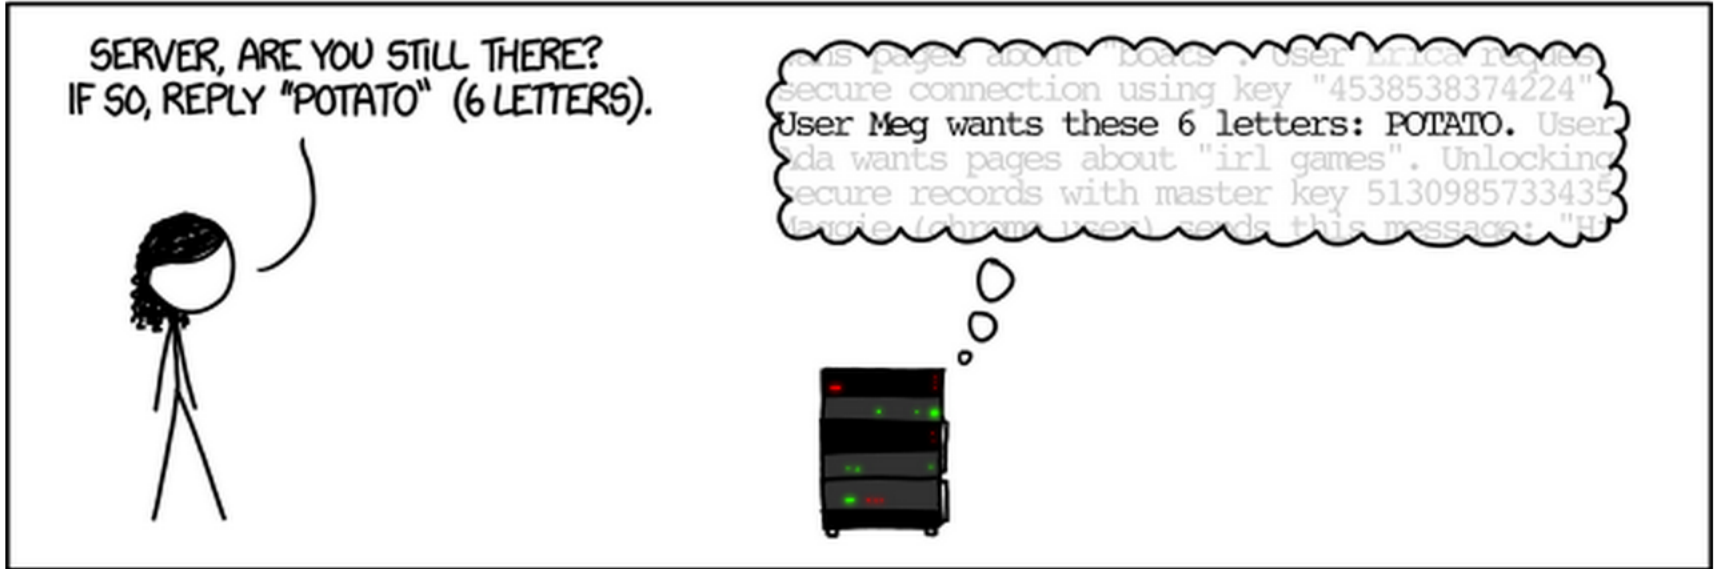 SERVER, ARE YOU STILL THERE?
IF SO, REPLY "POTATO" (6 LETTERS).
pages about "boats". User Erica reques
secure connection using key "4538538374224"
User Meg wants these 6 letters: POTATO. User
da wants pages about "irl games". Unlocking
secure records with master key 5130985733435
Maggie (chrome user) sends this message: "H